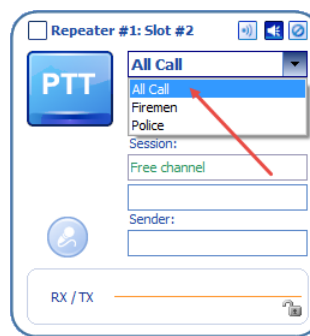 Repeater #1: Slot #2
PTT
All Call
All Call
Firemen
Police
Session:
Free channel
Sender:
RX / TX